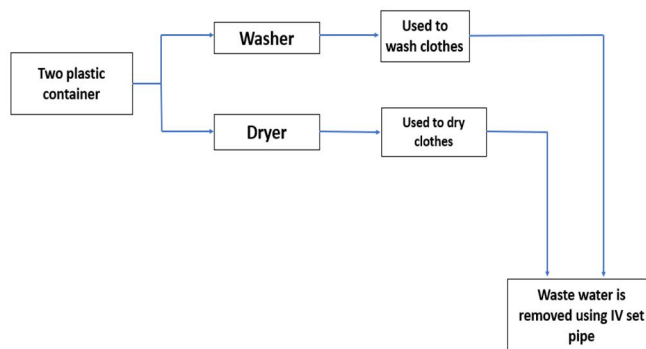 Two plastic
container
Washer
Used to
wash clothes
Dryer
Used to dry
clothes
Waste water is
removed using IV set
pipe